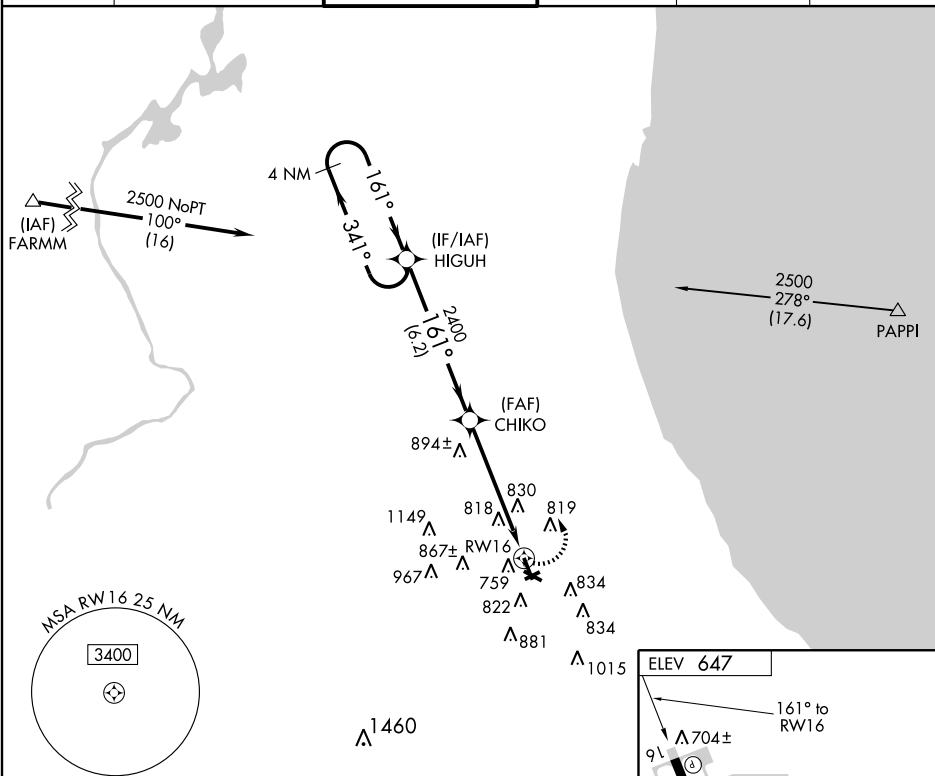 4 NM
161°
341°
(IAF)
FARMM
2500 NoPT
100°
(16)
(IF/IAF)
HIGUH
2500
278°
(17.6)
PAPPI
2400
161°
(6.2)
(FAF)
CHIKO
894±
830
818
819
1149
867±
RW16
967
759
834
822
834
881
1015
MSA RW16 25 NM
3400
1460
ELEV 647
161° to
RW16
704±
16
P